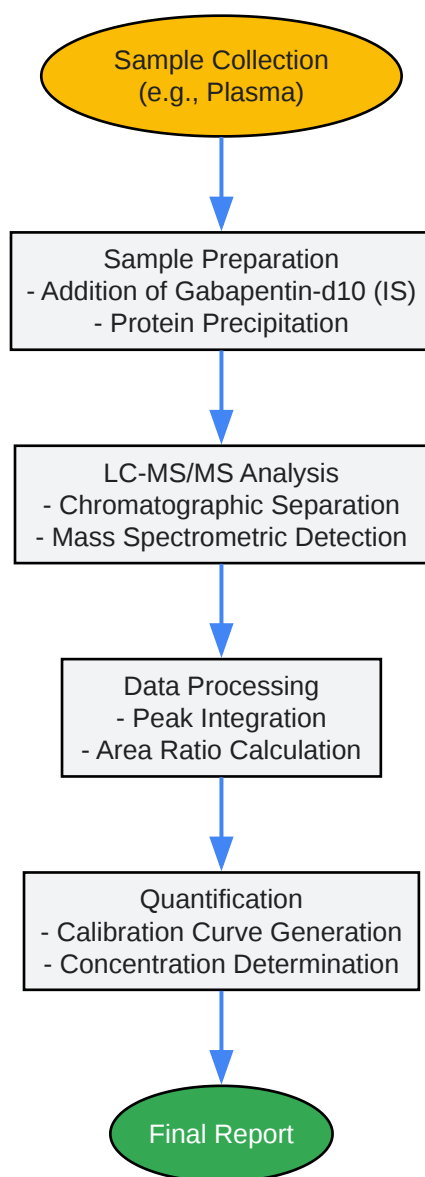 Sample Collection
(e.g., Plasma)
Sample Preparation
- Addition of Gabapentin-d10 (IS)
- Protein Precipitation
LC-MS/MS Analysis
- Chromatographic Separation
- Mass Spectrometric Detection
Data Processing
- Peak Integration
- Area Ratio Calculation
Quantification
- Calibration Curve Generation
- Concentration Determination
Final Report